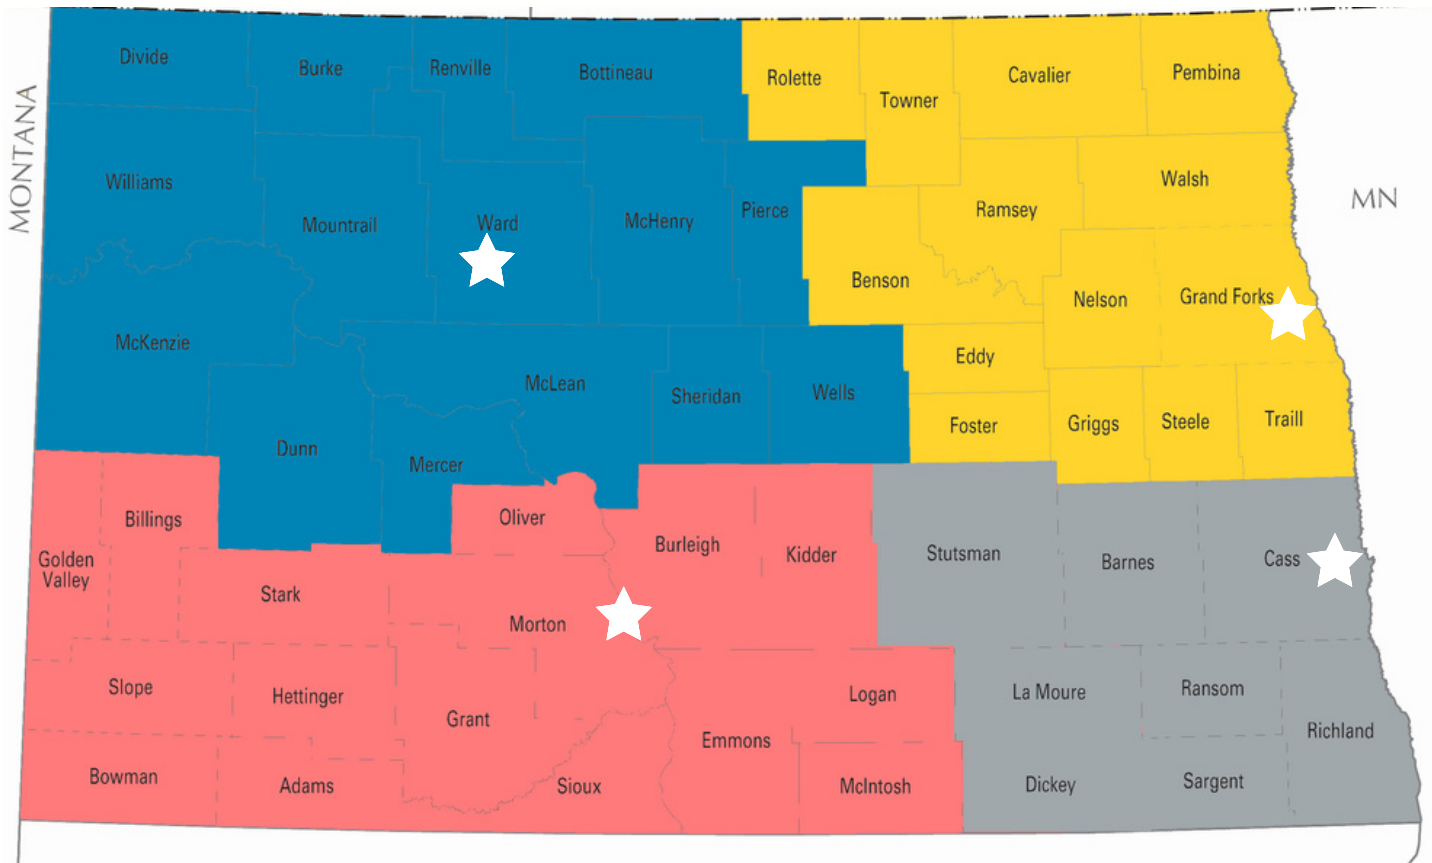 Divide
Burke
Renville
Bottineau
Rolette
Towner
Cavalier
Pembina
MONTANA
Williams
Mountrail
Ward
McHenry
Pierce
Ramsey
Walsh
MN
Benson
Nelson
Grand Forks
McKenzie
McLean
Sheridan
Wells
Eddy
Foster
Griggs
Steele
Traill
Dunn
Mercer
Billings
Oliver
Golden
Valley
Stark
Morton
Burleigh
Kidder
Stutsman
Barnes
Cass
Slope
Hettinger
Grant
Emmons
Logan
La Moure
Ransom
Richland
Bowman
Adams
Sioux
McIntosh
Dickey
Sargent